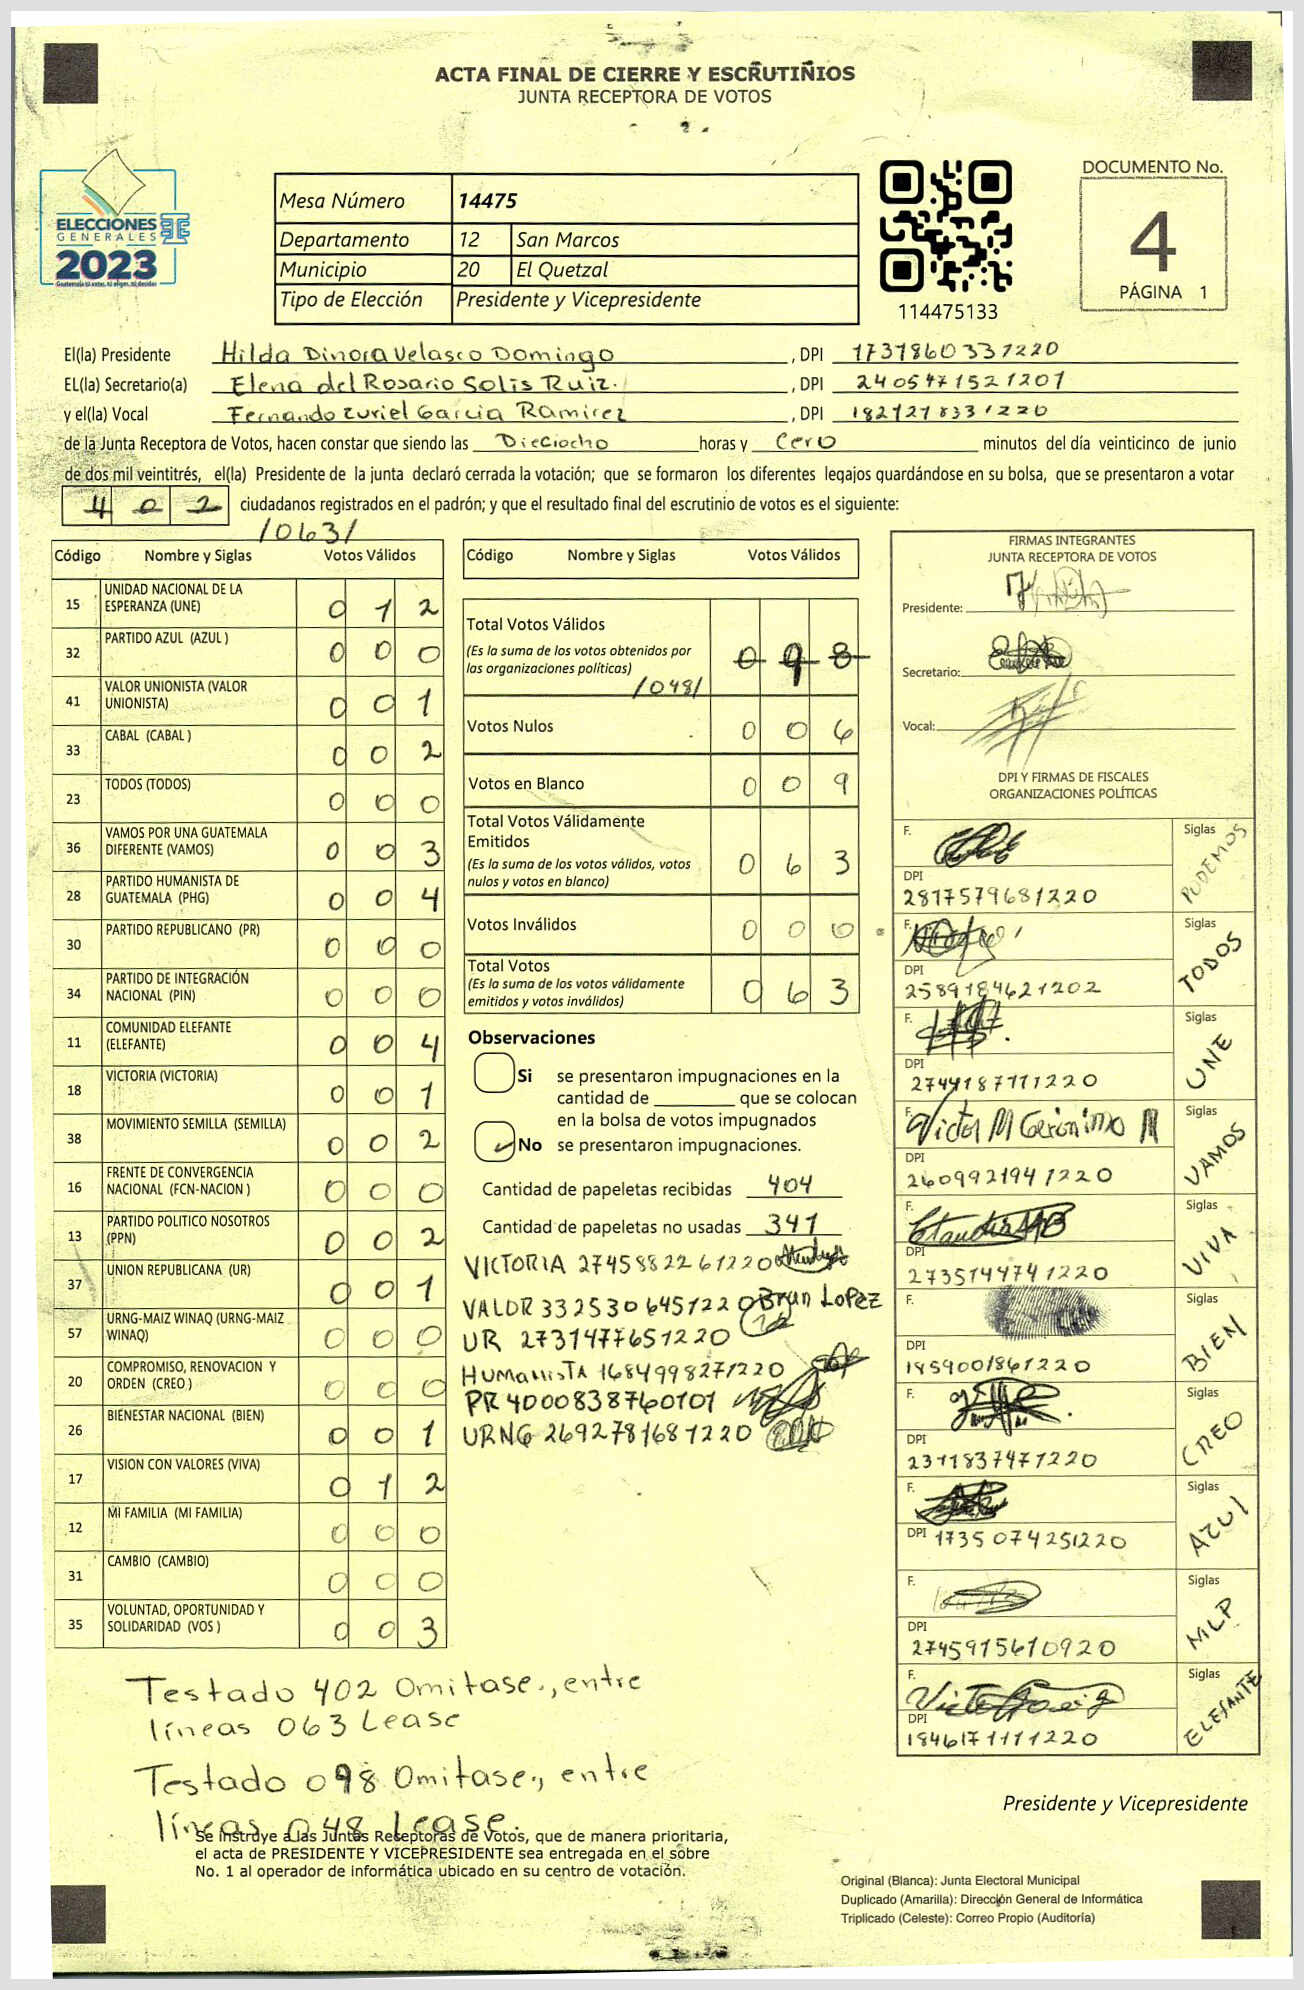 ACTA FINAL DE CIERRE Y ESCRUTIÑIOS
JUNTA RECEPTORA DE VOTOS
ELECCIONES
GENERALES
2023
Mesa Número 14475
Departamento 12 San Marcos
Municipio 20 El Quetzal
Tipo de Elección Presidente y Vicepresidente
114475133
DOCUMENTO No.
4
PÁGINA 1
El(la) Presidente Hilda Dinora Velasco Domingo, DPI 1731860331220
EL(la) Secretario(a) Elena del Rosario Solis Ruiz., DPI 2405471521201
y el(la) Vocal Fernando Zuriel Garcia Ramirez, DPI 1821218331220
de la Junta Receptora de Votos, hacen constar que siendo las Dieciocho horas y cero minutos del día veinticinco de junio
de dos mil veintitrés, el(la) Presidente de la junta declaró cerrada la votación; que se formaron los diferentes legajos guardándose en su bolsa, que se presentaron a votar
402 ciudadanos registrados en el padrón; y que el resultado final del escrutinio de votos es el siguiente:
/063/
Código Nombre y Siglas Votos Válidos
15 UNIDAD NACIONAL DE LA
ESPERANZA (UNE) 0 1 2
32 PARTIDO AZUL (AZUL ) 0 0 0
41 VALOR UNIONISTA (VALOR
UNIONISTA) 0 0 1
33 CABAL (CABAL ) 0 0 2
23 TODOS (TODOS) 0 0 0
36 VAMOS POR UNA GUATEMALA
DIFERENTE (VAMOS) 0 0 3
28 PARTIDO HUMANISTA DE
GUATEMALA (PHG) 0 0 4
30 PARTIDO REPUBLICANO (PR) 0 0 0
34 PARTIDO DE INTEGRACIÓN
NACIONAL (PIN) 0 0 0
11 COMUNIDAD ELEFANTE
(ELEFANTE) 0 0 4
18 VICTORIA (VICTORIA) 0 0 1
38 MOVIMIENTO SEMILLA (SEMILLA) 0 0 2
16 FRENTE DE CONVERGENCIA
NACIONAL (FCN-NACION ) 0 0 0
13 PARTIDO POLITICO NOSOTROS
(PPN) 0 0 2
37 UNION REPUBLICANA (UR) 0 0 1
57 URNG-MAIZ WINAQ (URNG-MAIZ
WINAQ) 0 0 0
20 COMPROMISO, RENOVACION Y
ORDEN (CREO ) 0 0 0
26 BIENESTAR NACIONAL (BIEN) 0 0 1
17 VISION CON VALORES (VIVA) 0 1 2
12 MI FAMILIA (MI FAMILIA) 0 0 0
31 CAMBIO (CAMBIO) 0 0 0
35 VOLUNTAD, OPORTUNIDAD Y
SOLIDARIDAD (VOS ) 0 0 3
Código Nombre y Siglas Votos Válidos
Total Votos Válidos
(Es la suma de los votos obtenidos por
las organizaciones políticas) 0 9 8
/048/
Votos Nulos 0 0 6
Votos en Blanco 0 0 9
Total Votos Válidamente
Emitidos
(Es la suma de los votos válidos, votos
nulos y votos en blanco) 0 6 3
Votos Inválidos 0 0 0
Total Votos
(Es la suma de los votos válidamente
emitidos y votos inválidos) 0 6 3
Observaciones
Si se presentaron impugnaciones en la
cantidad de ________ que se colocan
en la bolsa de votos impugnados
No se presentaron impugnaciones.
Cantidad de papeletas recibidas 404
Cantidad de papeletas no usadas 341
VICTORIA 2745882261220
VALOR 3325306451220 Brun Lopez
UR 2731477651220
Humanista 1684998271220
PR 4000838760101
URNG 2692781681220
FIRMAS INTEGRANTES
JUNTA RECEPTORA DE VOTOS
Presidente:
Secretario:
Vocal:
DPI Y FIRMAS DE FISCALES
ORGANIZACIONES POLÍTICAS
F. Siglas
PODEMOS
DPI
2817579681220
F.
TODOS
DPI
2589184621202
F. Siglas
UNE
DPI
2744187111220
F. Victor M Gerónimo M Siglas
VAMOS
DPI
2609921941220
F. Siglas
VIVA
DPI
2735144741220
F. Siglas
BIEN
DPI
1859001861220
F. Siglas
CREO
DPI
2311837471220
F. Siglas
AZUL
DPI 1735074251220
F. Siglas
MLP
DPI
2745915610920
F. Siglas
ELEFANTE
DPI
1846171111220
Testado 402 Omitase., entre
líneas 063 Lease
Testado 098 Omitase., entre
líneas 048 Lease.
Se instruye a las Juntas Receptoras de Votos, que de manera prioritaria,
el acta de PRESIDENTE Y VICEPRESIDENTE sea entregada en el sobre
No. 1 al operador de informática ubicado en su centro de votación.
Presidente y Vicepresidente
Original (Blanca): Junta Electoral Municipal
Duplicado (Amarilla): Dirección General de Informática
Triplicado (Celeste): Correo Propio (Auditoría)